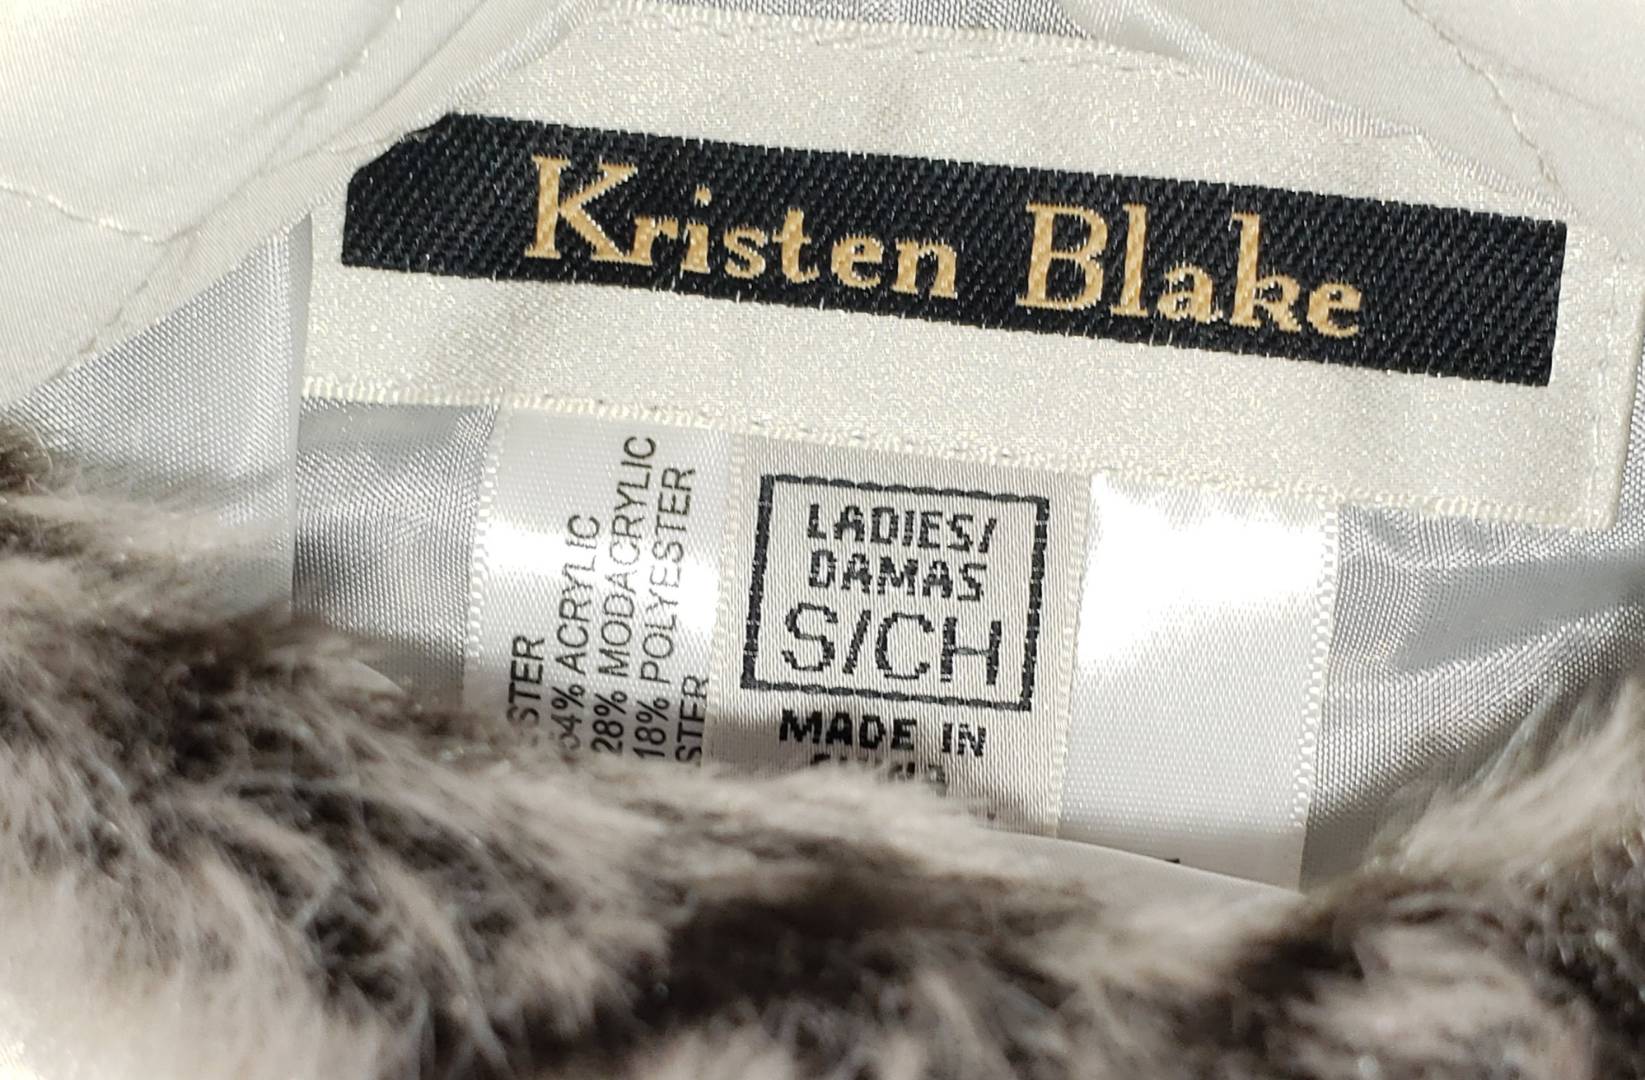 Kristen Blake
STER
54% ACRYLIC
28% MODACRYLIC
18% POLYESTER
STER
LADIES/
DAMAS
S/CH
MADE IN